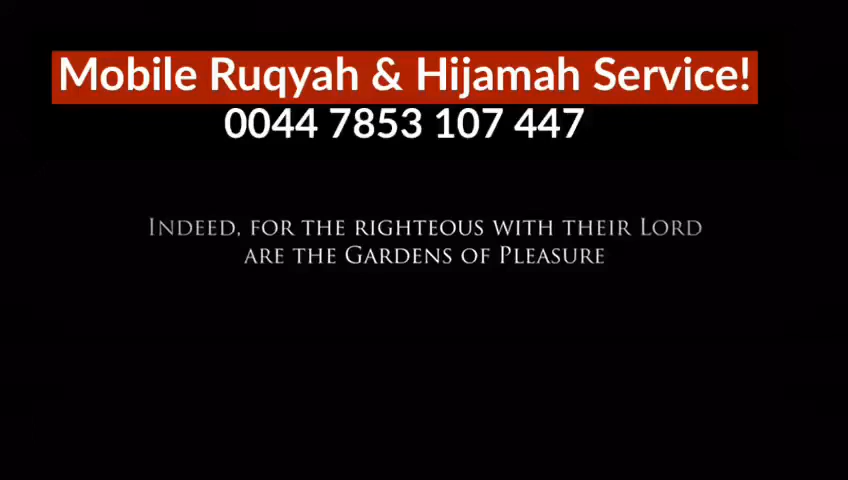 Mobile Ruqyah & Hijamah Service!
0044 7853 107 447
Indeed, for the righteous with their Lord
are the Gardens of Pleasure